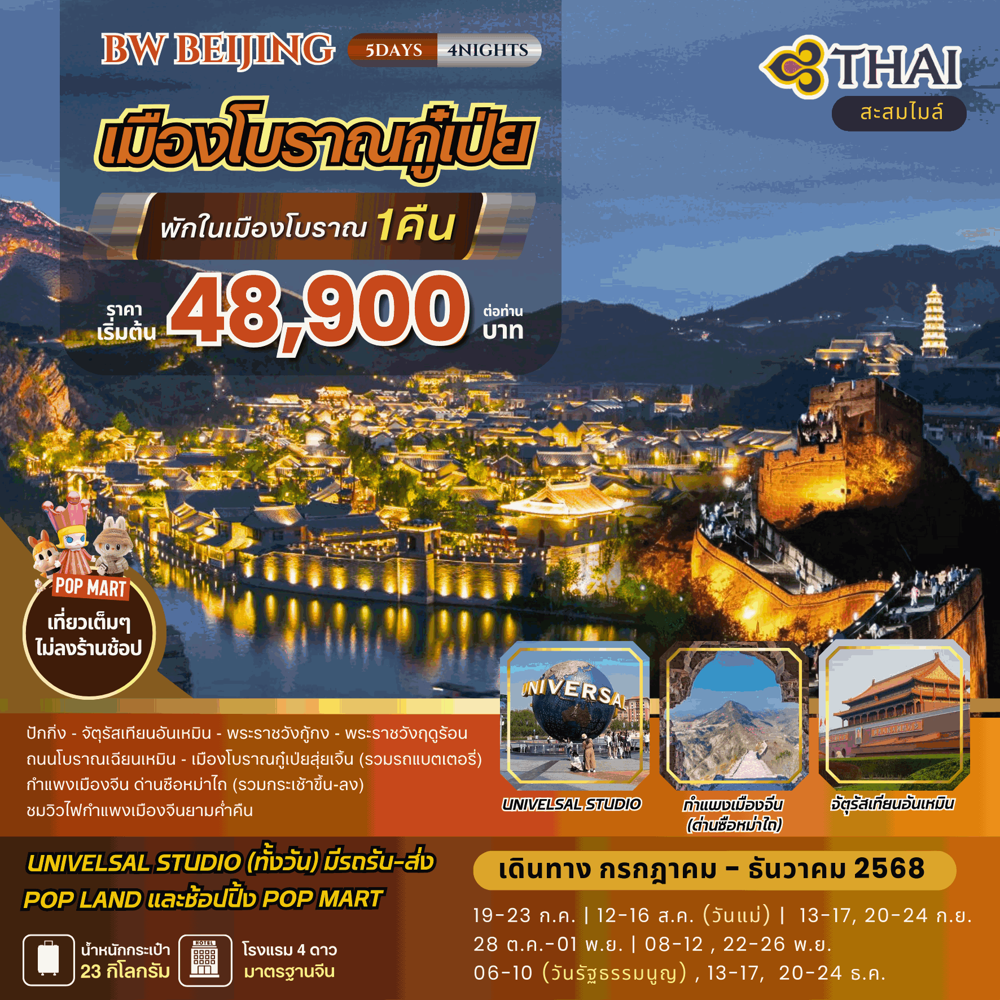 BW BEIJING 5DAYS 4NIGHTS
THAI
สะสมไมล์
เมืองโบราณกู๋เป่ย
พักในเมืองโบราณ 1คืน
ราคา
เริ่มต้น
48,900
ต่อท่าน
บาท
POP MART
เที่ยวเต็มๆ
ไม่ลงร้านช้อป
UNIVERSAL
ปักกิ่ง - จัตุรัสเทียนอันเหมิน - พระราชวังกู้กง - พระราชวังฤดูร้อน
ถนนโบราณเฉียนเหมิน - เมืองโบราณกู๋เป่ยสุ่ยเจิ้น (รวมรถแบตเตอรี่)
กำแพงเมืองจีน ด่านซือหม่าไถ (รวมกระเช้าขึ้น-ลง)
ชมวิวไฟกำแพงเมืองจีนยามค่ำคืน
UNIVELSAL STUDIO
กำแพงเมืองจีน
(ด่านซือหม่าไถ)
จัตุรัสเทียนอันเหมิน
UNIVELSAL STUDIO (ทั้งวัน) มีรถรับ-ส่ง
POP LAND และช้อปปิ้ง POP MART
น้ำหนักกระเป๋า
23 กิโลกรัม
HOTEL
โรงแรม 4 ดาว
มาตรฐานจีน
เดินทาง กรกฎาคม - ธันวาคม 2568
19-23 ก.ค. | 12-16 ส.ค. (วันแม่) | 13-17, 20-24 ก.ย.
28 ต.ค.-01 พ.ย. | 08-12 , 22-26 พ.ย.
06-10 (วันรัฐธรรมนูญ) , 13-17, 20-24 ธ.ค.